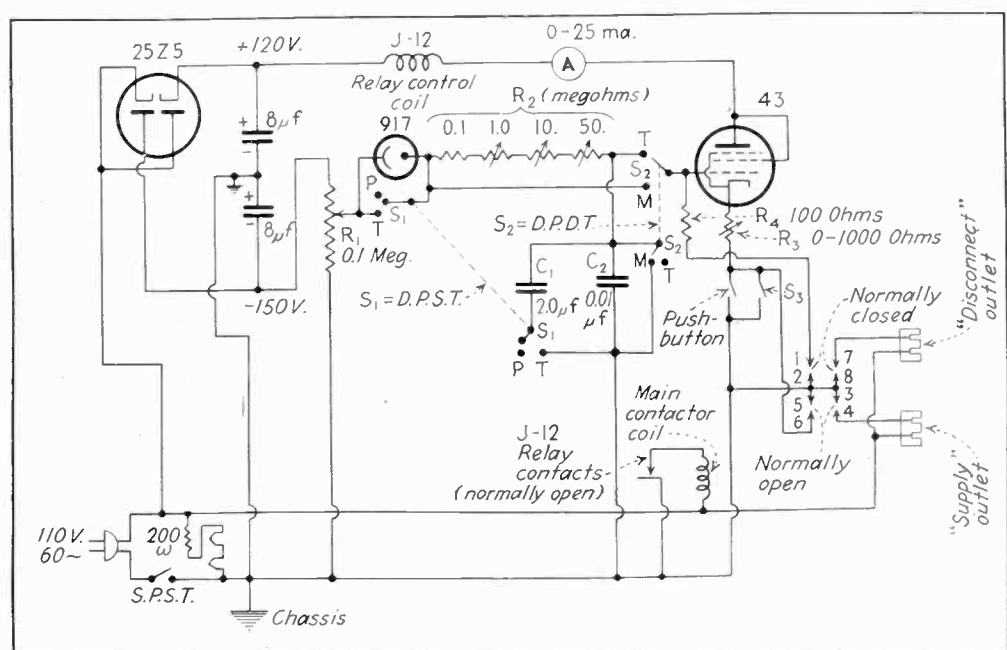 25Z5
+120V.
J-12
Relay control
coil
0-25 ma.
A
43
R2 (megohms)
0.1 1.0 10. 50.
917
+
8μf
-
+
8μf
-
-150V.
R1
0.1 Meg.
P
T
S1
S1 = D.P.S.T.
T
S2
M
S2 = D.P.D.T.
S2
M
T
C1
2.0μf
C2
0.01
μf
S1
P T
R4 100 Ohms
R3 0-1000 Ohms
Push-
button
S3
Normally
closed
1 7
2 8
5 3
6 4
"Disconnect"
outlet
Main
contactor
coil
J-12
Relay
contacts
(normally open)
Normally
open
"Supply"
outlet
110V.
60~
200
ω
S.P.S.T.
Chassis